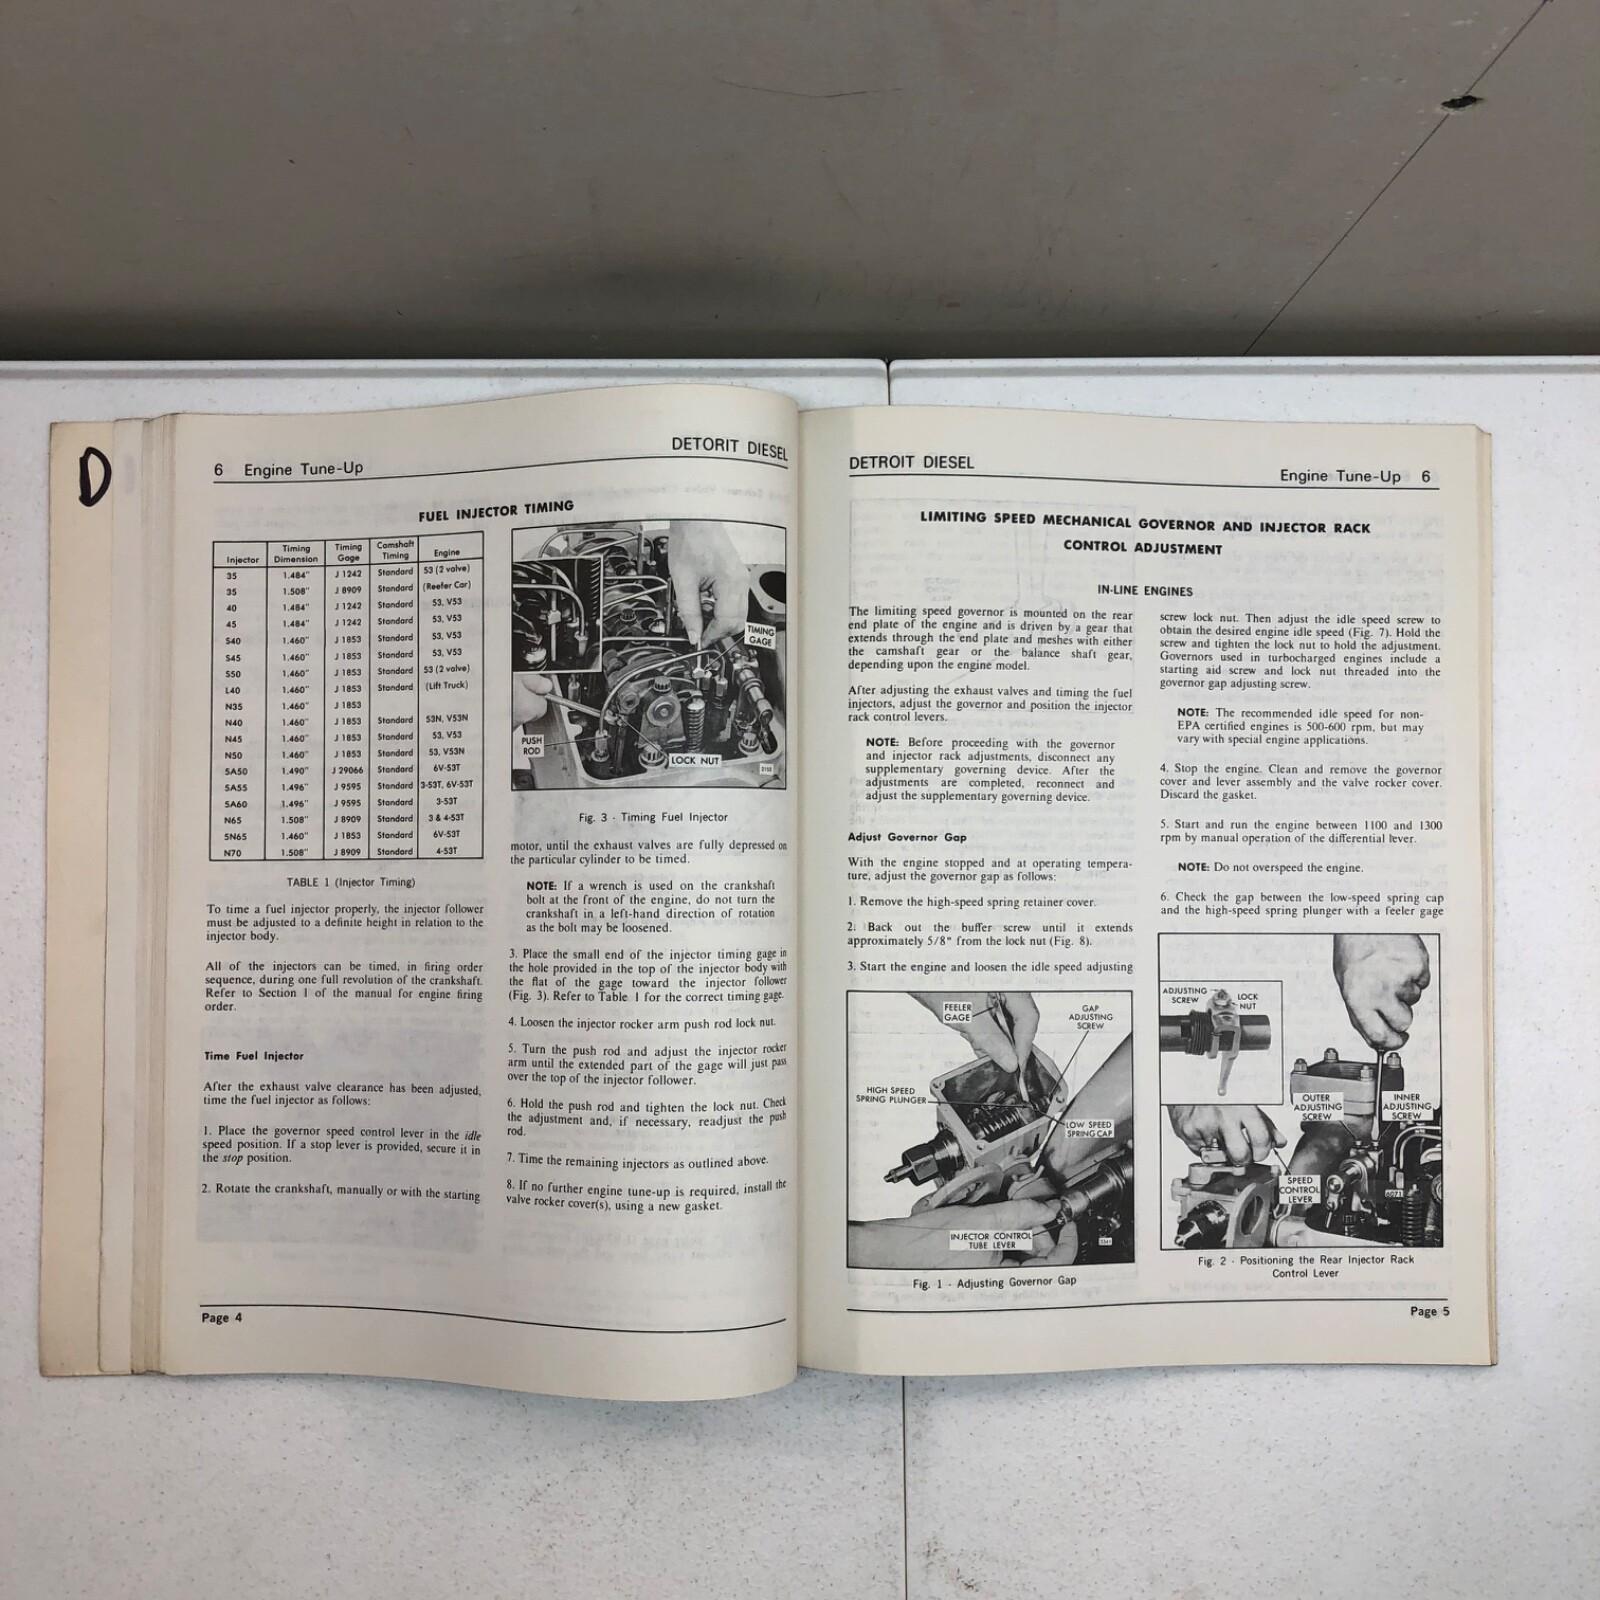 D
6 Engine Tune-Up
DETORIT DIESEL
FUEL INJECTOR TIMING
Injector Timing Dimension Timing Gage Camshaft Timing Engine
35 1.484" J 1242 Standard 53 (2 valve)
35 1.508" J 8909 Standard (Reefer Car)
40 1.484" J 1242 Standard 53, V53
45 1.484" J 1242 Standard 53, V53
S40 1.460" J 1853 Standard 53, V53
S45 1.460" J 1853 Standard 53, V53
S50 1.460" J 1853 Standard 53 (2 valve)
L40 1.460" J 1853 Standard (Lift Truck)
N35 1.460" J 1853
N40 1.460" J 1853 Standard 53N, V53N
N45 1.460" J 1853 Standard 53, V53
N50 1.460" J 1853 Standard 53, V53N
5A50 1.490" J 29066 Standard 6V-53T
5A55 1.496" J 9595 Standard 3-53T, 6V-53T
5A60 1.496" J 9595 Standard 3-53T
N65 1.508" J 8909 Standard 3 & 4-53T
5N65 1.460" J 1853 Standard 6V-53T
N70 1.508" J 8909 Standard 4-53T
TABLE 1 (Injector Timing)
To time a fuel injector properly, the injector follower
must be adjusted to a definite height in relation to the
injector body.
All of the injectors can be timed, in firing order
sequence, during one full revolution of the crankshaft.
Refer to Section 1 of the manual for engine firing
order.
Time Fuel Injector
After the exhaust valve clearance has been adjusted,
time the fuel injector as follows:
1. Place the governor speed control lever in the idle
speed position. If a stop lever is provided, secure it in
the stop position.
2. Rotate the crankshaft, manually or with the starting
TIMING
GAGE
PUSH
ROD
LOCK NUT
Fig. 3 - Timing Fuel Injector
motor, until the exhaust valves are fully depressed on
the particular cylinder to be timed.
NOTE: If a wrench is used on the crankshaft
bolt at the front of the engine, do not turn the
crankshaft in a left-hand direction of rotation
as the bolt may be loosened.
3. Place the small end of the injector timing gage in
the hole provided in the top of the injector body with
the flat of the gage toward the injector follower
(Fig. 3). Refer to Table 1 for the correct timing gage.
4. Loosen the injector rocker arm push rod lock nut.
5. Turn the push rod and adjust the injector rocker
arm until the extended part of the gage will just pass
over the top of the injector follower.
6. Hold the push rod and tighten the lock nut. Check
the adjustment and, if necessary, readjust the push
rod.
7. Time the remaining injectors as outlined above.
8. If no further engine tune-up is required, install the
valve rocker cover(s), using a new gasket.
Page 4
DETROIT DIESEL
Engine Tune-Up 6
LIMITING SPEED MECHANICAL GOVERNOR AND INJECTOR RACK
CONTROL ADJUSTMENT
IN-LINE ENGINES
The limiting speed governor is mounted on the rear
end plate of the engine and is driven by a gear that
extends through the end plate and meshes with either
the camshaft gear or the balance shaft gear,
depending upon the engine model.
After adjusting the exhaust valves and timing the fuel
injectors, adjust the governor and position the injector
rack control levers.
NOTE: Before proceeding with the governor
and injector rack adjustments, disconnect any
supplementary governing device. After the
adjustments are completed, reconnect and
adjust the supplementary governing device.
Adjust Governor Gap
With the engine stopped and at operating tempera-
ture, adjust the governor gap as follows:
1. Remove the high-speed spring retainer cover.
2. Back out the buffer screw until it extends
approximately 5/8" from the lock nut (Fig. 8).
3. Start the engine and loosen the idle speed adjusting
FEELER
GAGE
GAP
ADJUSTING
SCREW
HIGH SPEED
SPRING PLUNGER
LOW SPEED
SPRING CAP
INJECTOR CONTROL
TUBE LEVER
Fig. 1 - Adjusting Governor Gap
screw lock nut. Then adjust the idle speed screw to
obtain the desired engine idle speed (Fig. 7). Hold the
screw and tighten the lock nut to hold the adjustment.
Governors used in turbocharged engines include a
starting aid screw and lock nut threaded into the
governor gap adjusting screw.
NOTE: The recommended idle speed for non-
EPA certified engines is 500-600 rpm, but may
vary with special engine applications.
4. Stop the engine. Clean and remove the governor
cover and lever assembly and the valve rocker cover.
Discard the gasket.
5. Start and run the engine between 1100 and 1300
rpm by manual operation of the differential lever.
NOTE: Do not overspeed the engine.
6. Check the gap between the low-speed spring cap
and the high-speed spring plunger with a feeler gage
ADJUSTING
SCREW
LOCK
NUT
OUTER
ADJUSTING
SCREW
INNER
ADJUSTING
SCREW
SPEED
CONTROL
LEVER
Fig. 2 - Positioning the Rear Injector Rack
Control Lever
Page 5